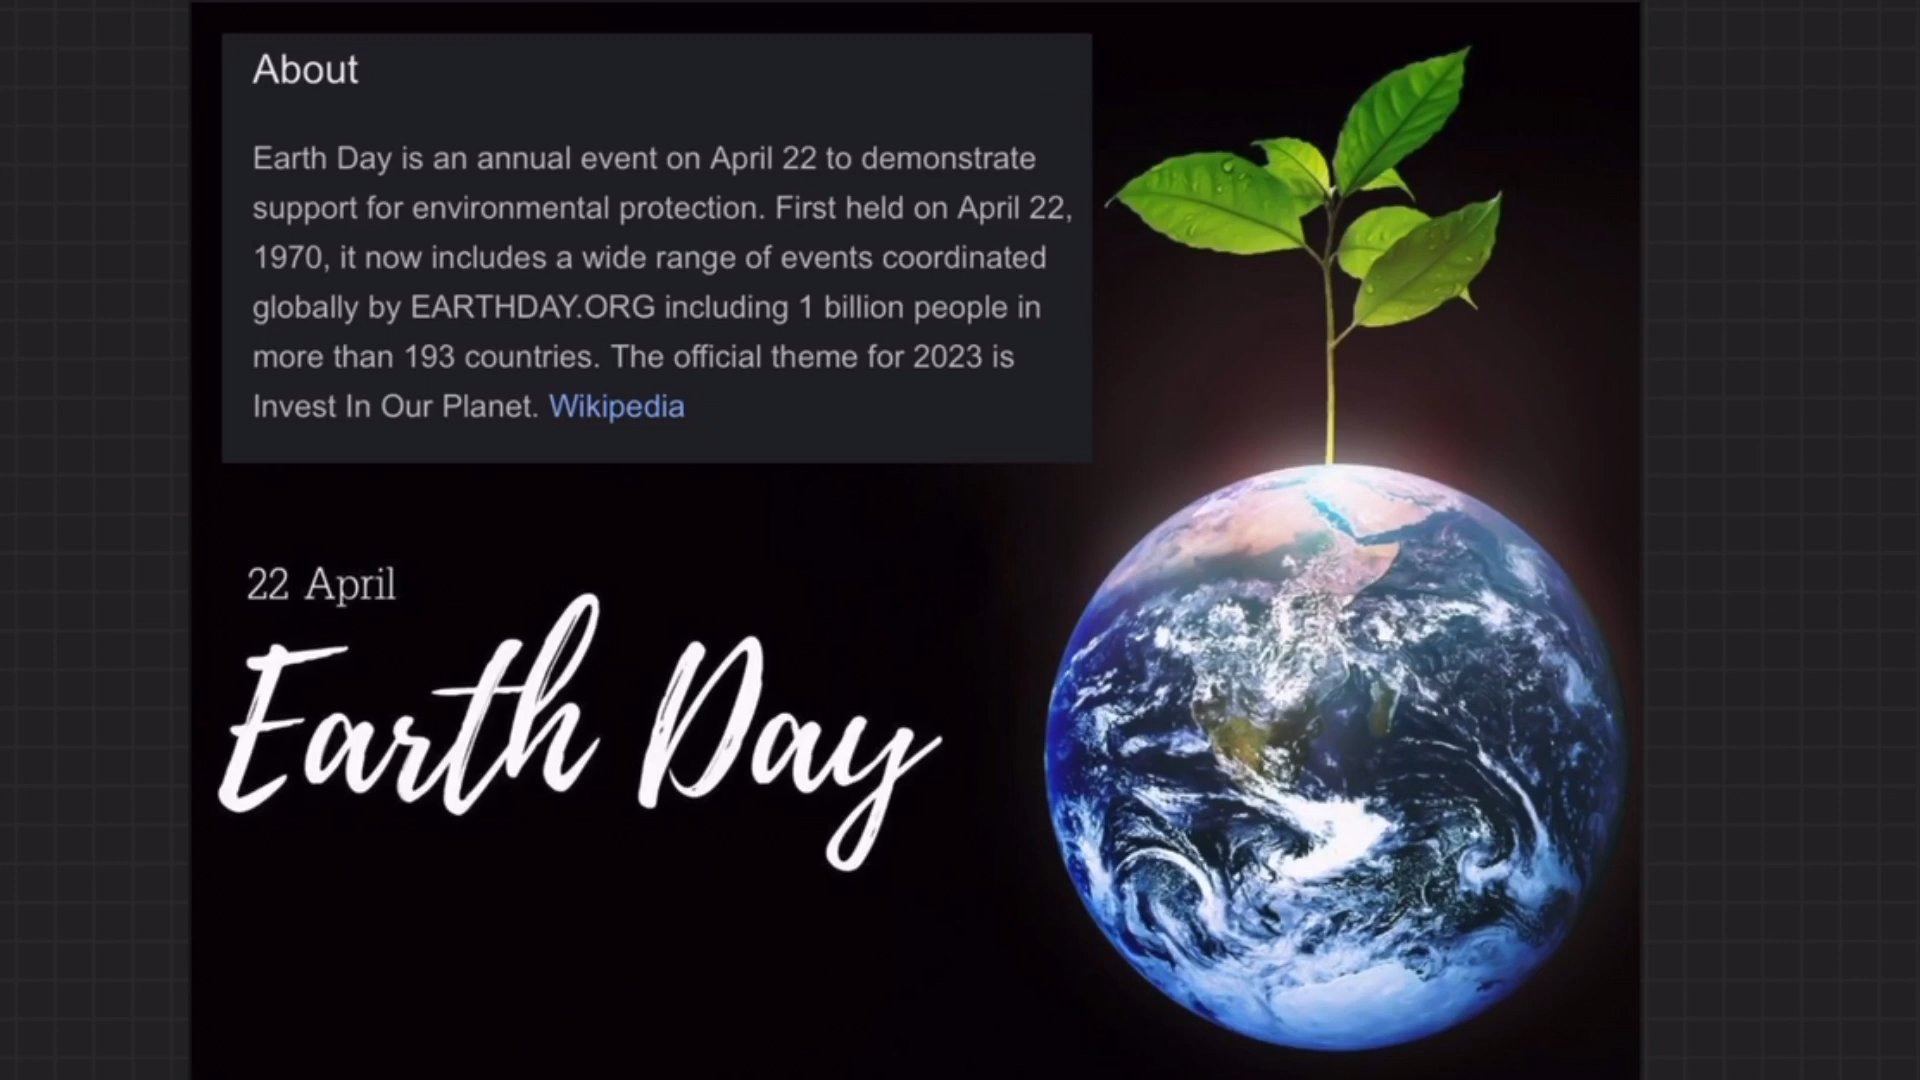 About
Earth Day is an annual event on April 22 to demonstrate
support for environmental protection. First held on April 22,
1970, it now includes a wide range of events coordinated
globally by EARTHDAY.ORG including 1 billion people in
more than 193 countries. The official theme for 2023 is
Invest In Our Planet. Wikipedia
22 April
Earth Day